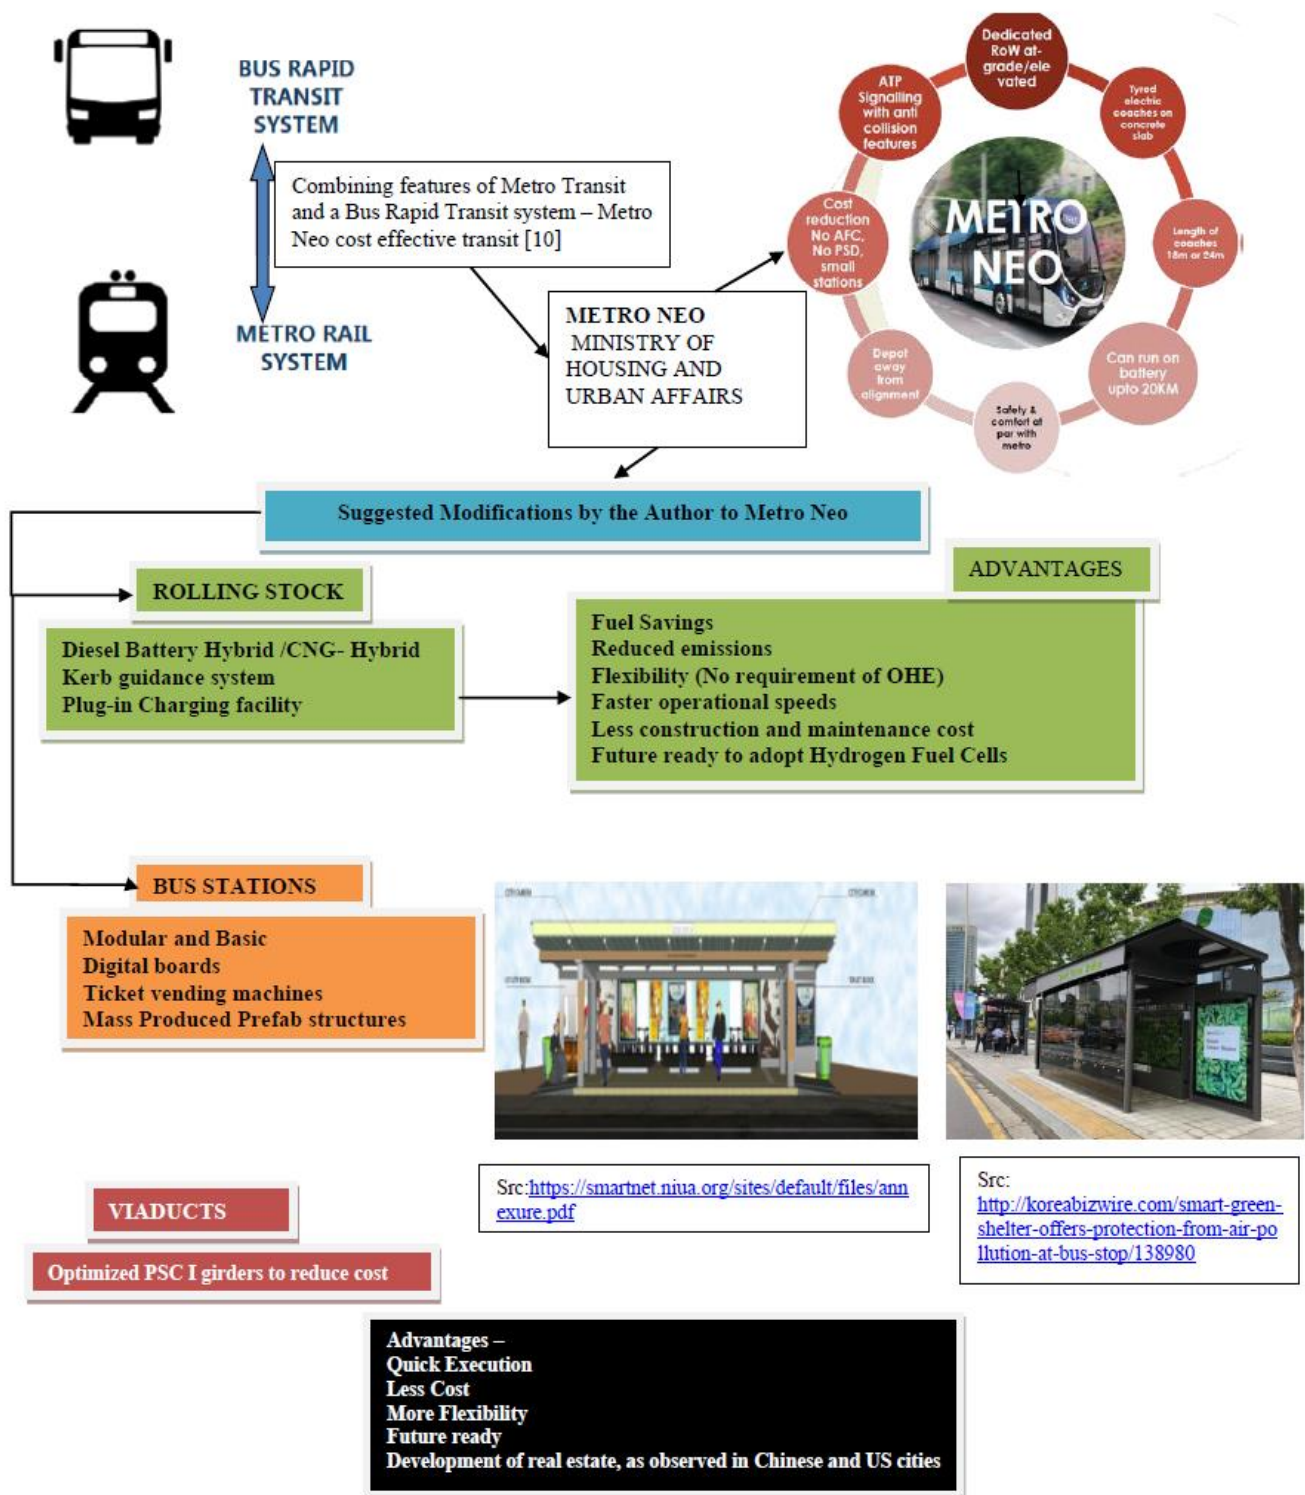 BUS RAPID
TRANSIT
SYSTEM
METRO RAIL
SYSTEM
Combining features of Metro Transit
and a Bus Rapid Transit system – Metro
Neo cost effective transit [10]
METRO NEO
MINISTRY OF
HOUSING AND
URBAN AFFAIRS
Dedicated
RoW at-
grade/ele
vated
Tyred
electric
coaches on
concrete
slab
Length of
coaches
18m or 24m
Can run on
battery
upto 20KM
Safety &
comfort at
par with
metro
Depot
away
from
alignment
Cost
reduction
No AFC,
No PSD,
small
stations
ATP
Signalling
with anti
collision
features
METRO
NEO
Suggested Modifications by the Author to Metro Neo
ROLLING STOCK
Diesel Battery Hybrid /CNG- Hybrid
Kerb guidance system
Plug-in Charging facility
ADVANTAGES
Fuel Savings
Reduced emissions
Flexibility (No requirement of OHE)
Faster operational speeds
Less construction and maintenance cost
Future ready to adopt Hydrogen Fuel Cells
BUS STATIONS
Modular and Basic
Digital boards
Ticket vending machines
Mass Produced Prefab structures
Src:https://smartnet.niua.org/sites/default/files/ann
exure.pdf
Src:
http://koreabizwire.com/smart-green-
shelter-offers-protection-from-air-po
llution-at-bus-stop/138980
VIADUCTS
Optimized PSC I girders to reduce cost
Advantages –
Quick Execution
Less Cost
More Flexibility
Future ready
Development of real estate, as observed in Chinese and US cities